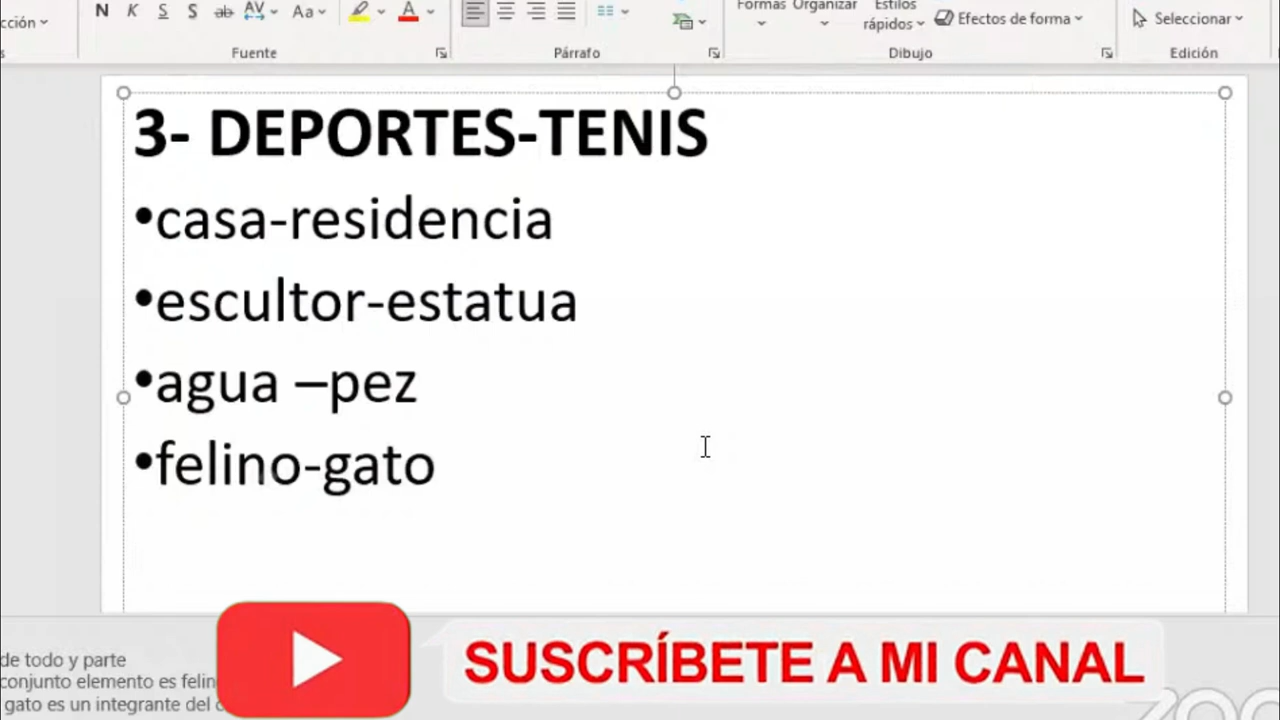 cción
N K S S ab AV Aa A
Formas Organizar Estilos rápidos Efectos de forma Seleccionar
s Fuente Párrafo Dibujo Edición
3- DEPORTES-TENIS
•casa-residencia
•escultor-estatua
•agua –pez
•felino-gato
de todo y parte
conjunto elemento es felin
gato es un integrante del
SUSCRÍBETE A MI CANAL